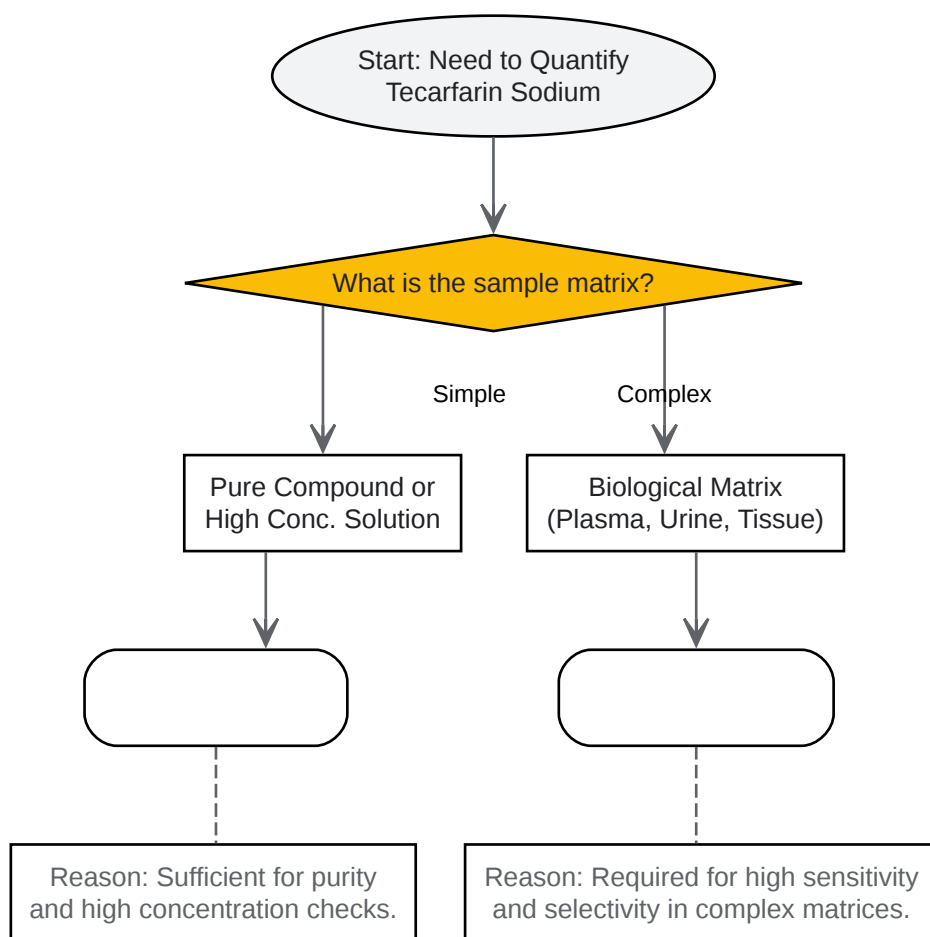 Start: Need to Quantify
Tecarfarin Sodium
What is the sample matrix?
Simple
Complex
Pure Compound or
High Conc. Solution
Biological Matrix
(Plasma, Urine, Tissue)
Reason: Sufficient for purity
and high concentration checks.
Reason: Required for high sensitivity
and selectivity in complex matrices.